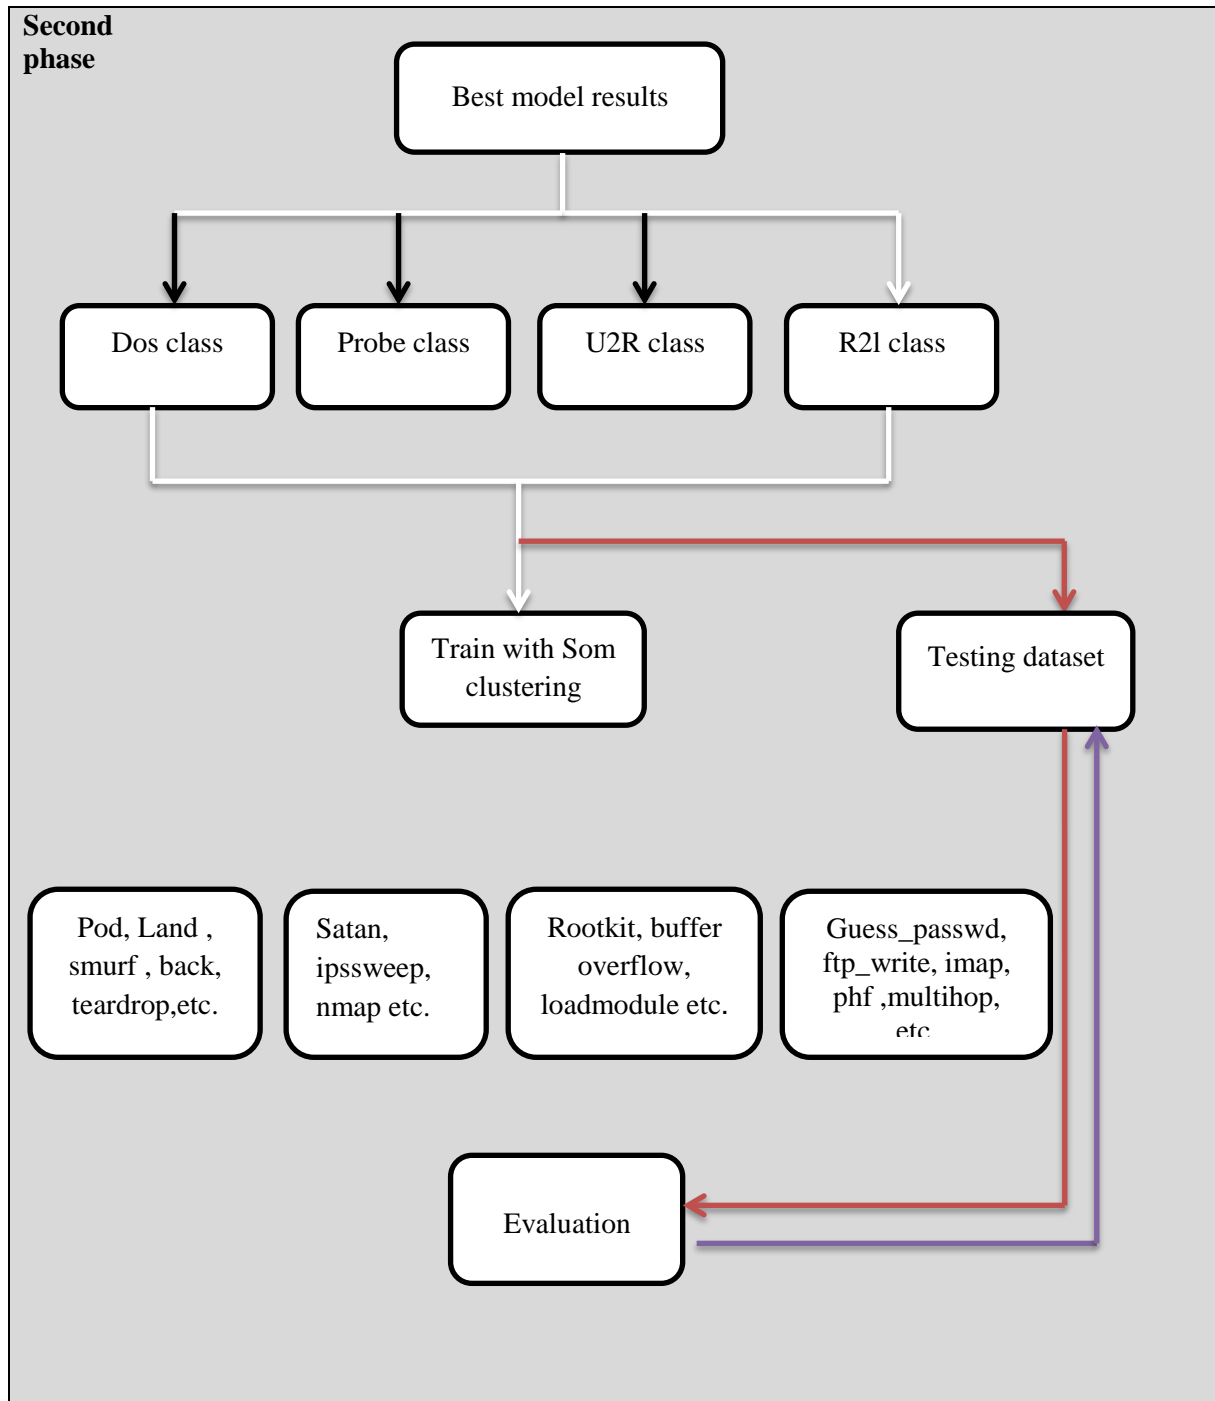 Second
phase
Best model results
Dos class
Probe class
U2R class
R2l class
Train with Som
clustering
Testing dataset
Pod, Land ,
smurf , back,
teardrop,etc.
Satan,
ipssweep,
nmap etc.
Rootkit, buffer
overflow,
loadmodule etc.
Guess_passwd,
ftp_write, imap,
phf ,multihop,
etc
Evaluation